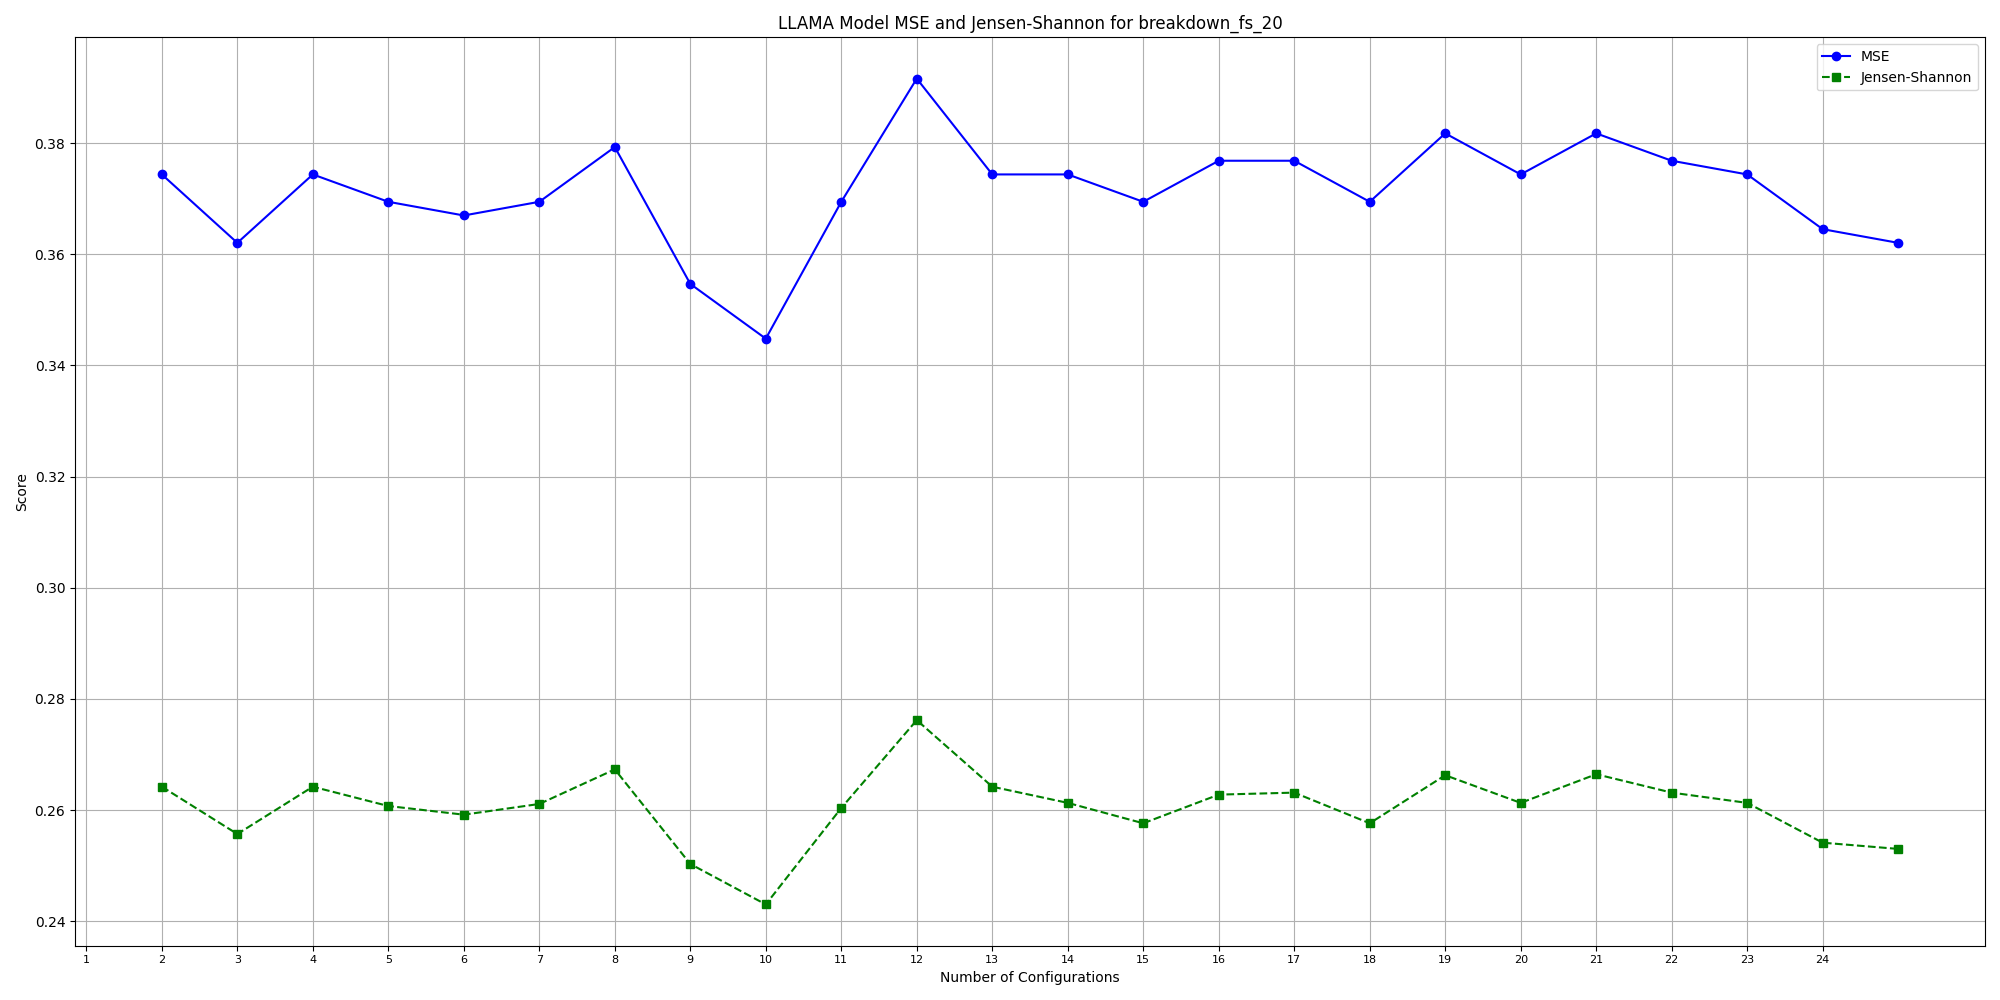 LLAMA Model MSE and Jensen-Shannon for breakdown_fs_20
MSE
Jensen-Shannon
0.38
0.36
0.34
0.32
0.30
0.28
0.26
0.24
Score
1 2 3 4 5 6 7 8 9 10 11 12 13 14 15 16 17 18 19 20 21 22 23 24
Number of Configurations